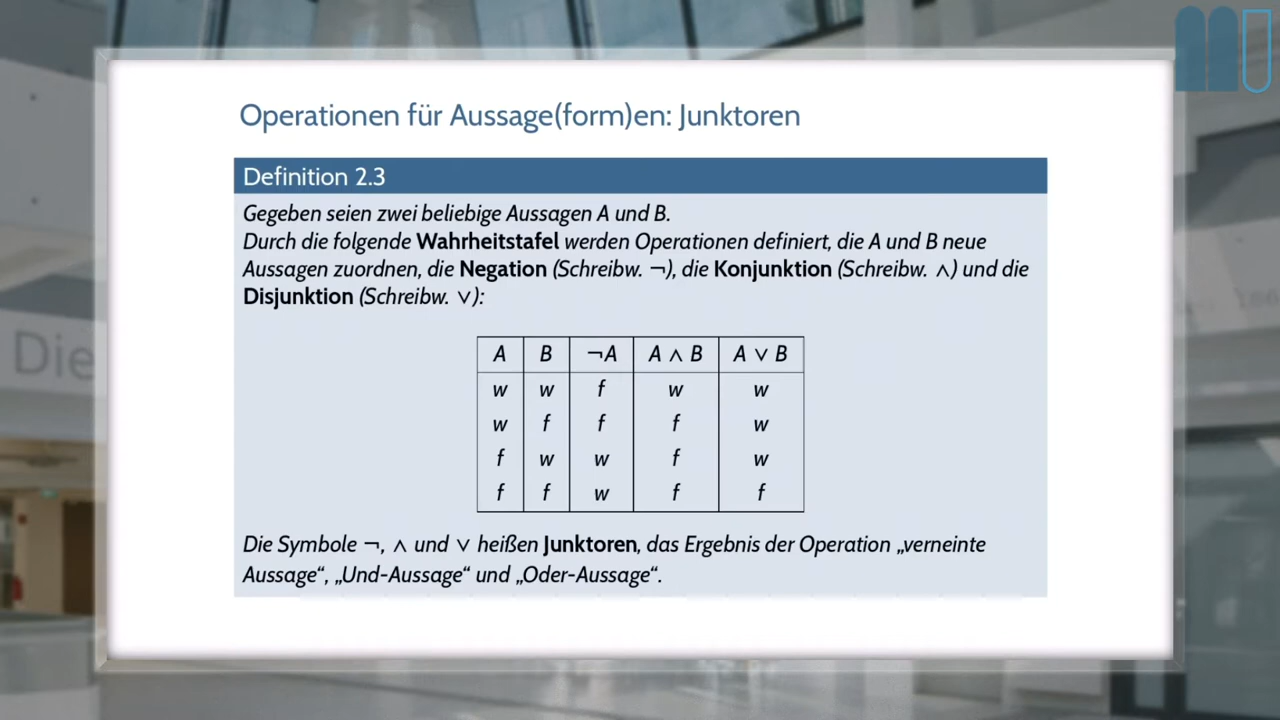 Operationen für Aussage(form)en: Junktoren
Definition 2.3
Gegeben seien zwei beliebige Aussagen A und B.
Durch die folgende Wahrheitstafel werden Operationen definiert, die A und B neue
Aussagen zuordnen, die Negation (Schreibw. ¬), die Konjunktion (Schreibw. ∧) und die
Disjunktion (Schreibw. ∨):
A B ¬A A ∧ B A ∨ B
w w f w w
w f f f w
f w w f w
f f w f f
Die Symbole ¬, ∧ und ∨ heißen Junktoren, das Ergebnis der Operation „verneinte
Aussage“, „Und-Aussage“ und „Oder-Aussage“.
Die